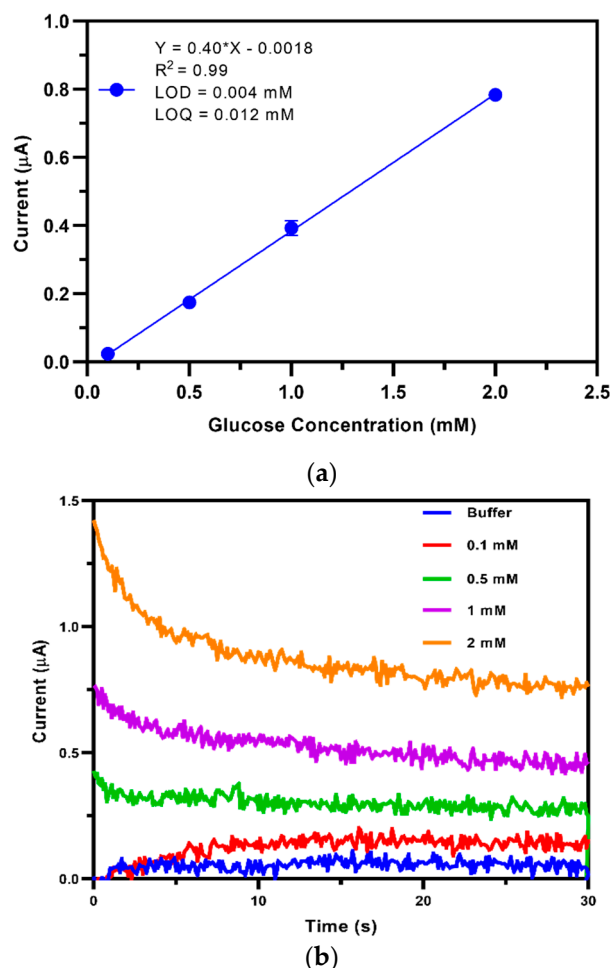 Y = 0.40*X - 0.0018
R² = 0.99
LOD = 0.004 mM
LOQ = 0.012 mM
1.0
0.8
0.6
0.4
0.2
0.0
Current (μA)
0.0 0.5 1.0 1.5 2.0 2.5
Glucose Concentration (mM)
(a)
1.5
1.0
0.5
0.0
Current (μA)
Buffer
0.1 mM
0.5 mM
1 mM
2 mM
0 10 20 30
Time (s)
(b)